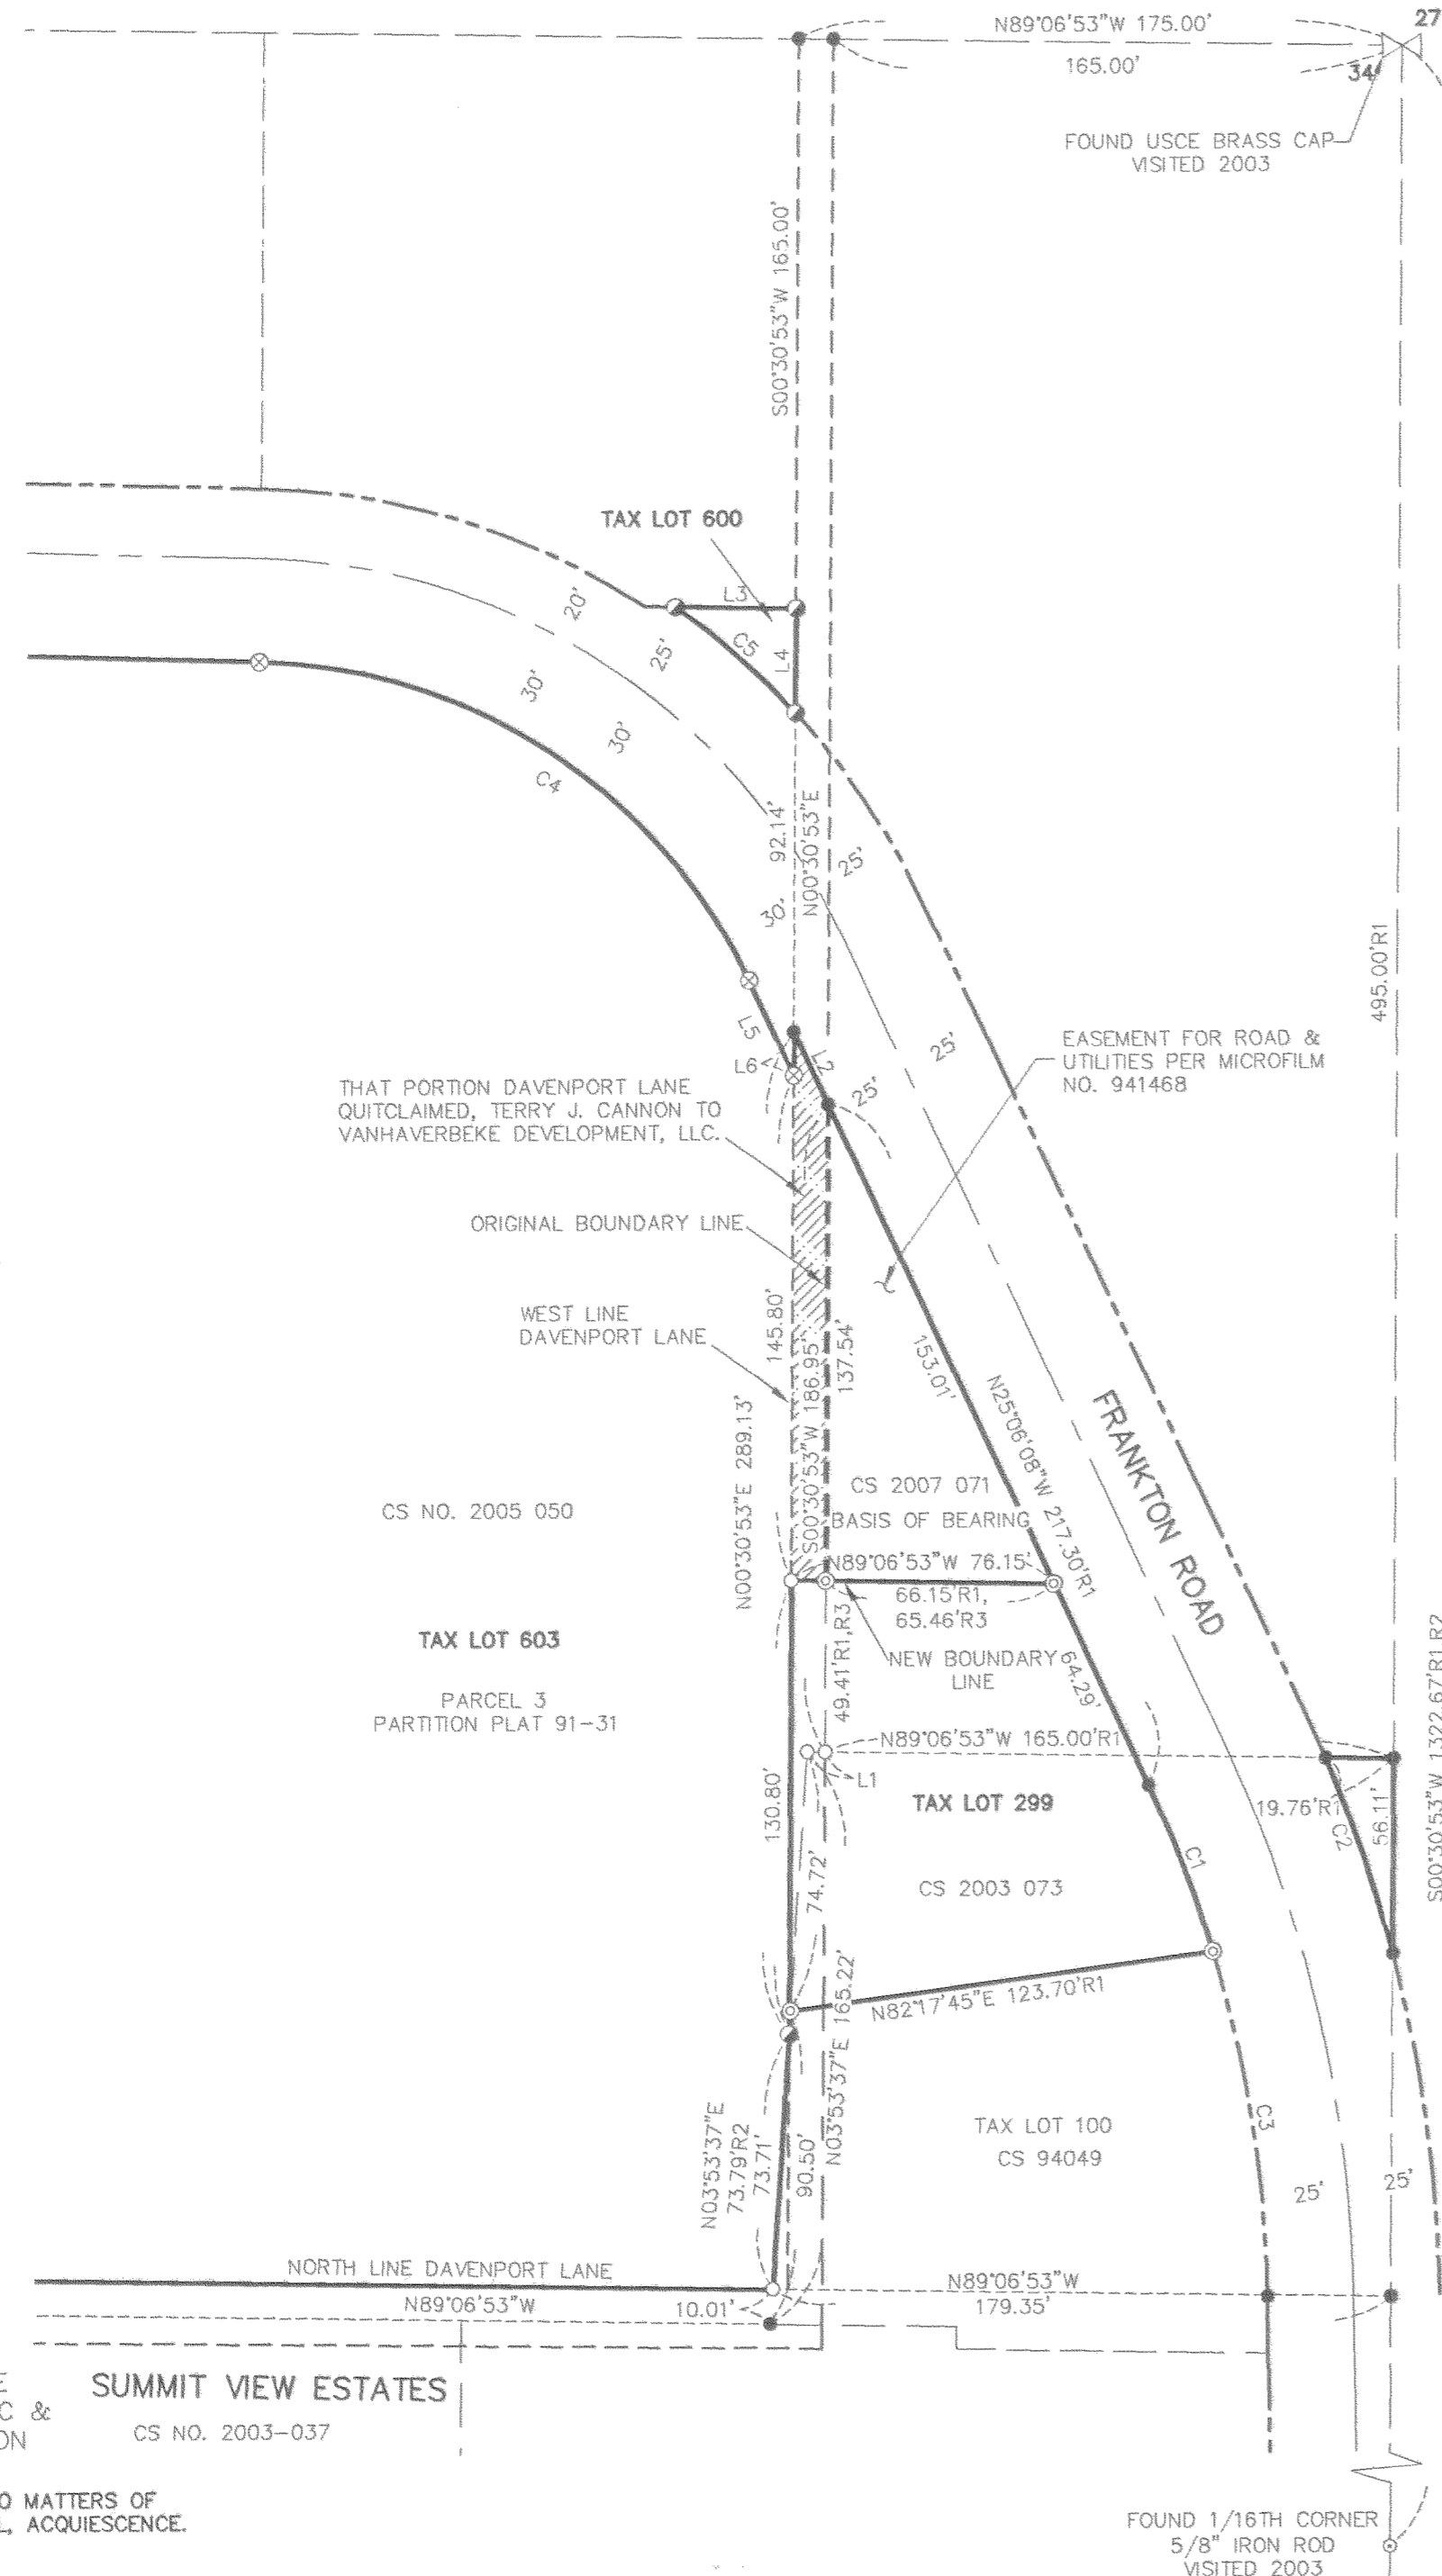 N89°06'53"W 175.00'
27
165.00'
34
FOUND USCE BRASS CAP
VISITED 2003
S00°30'53"W 165.00'
TAX LOT 600
L3
20'
C5
25'
L4
30'
30'
C4
92.14'
N00°30'53"E
25'
30'
495.00'R1
L5
25'
L2
L6
25'
EASEMENT FOR ROAD &
UTILITIES PER MICROFILM
NO. 941468
THAT PORTION DAVENPORT LANE
QUITCLAIMED, TERRY J. CANNON TO
VANHAVERBEKE DEVELOPMENT, LLC.
ORIGINAL BOUNDARY LINE
WEST LINE
DAVENPORT LANE
145.80'
137.54'
153.01'
S00°30'53"W 186.95'
N00°30'53"E 289.13'
N25°06'08"W 217.30'R1
FRANKTON ROAD
CS 2007 071
BASIS OF BEARING
CS NO. 2005 050
N89°06'53"W 76.15'
66.15'R1,
65.46'R3
TAX LOT 603
NEW BOUNDARY
LINE
49.41'R1,R3
64.29'
PARCEL 3
PARTITION PLAT 91-31
S00°30'53"W 1322.67'R1,R2
N89°06'53"W 165.00'R1
L1
TAX LOT 299
130.80'
19.76'R1
C2
56.11'
C1
74.72'
CS 2003 073
N82°17'45"E 123.70'R1
N03°53'37"E 165.22'
N03°53'37"E
73.79'R2
73.71'
90.50'
TAX LOT 100
CS 94049
C3
25'
25'
NORTH LINE DAVENPORT LANE
N89°06'53"W
10.01'
N89°06'53"W
179.35'
SUMMIT VIEW ESTATES
C &
ON
CS NO. 2003-037
O MATTERS OF
L, ACQUIESCENCE.
FOUND 1/16TH CORNER
5/8" IRON ROD
VISITED 2003